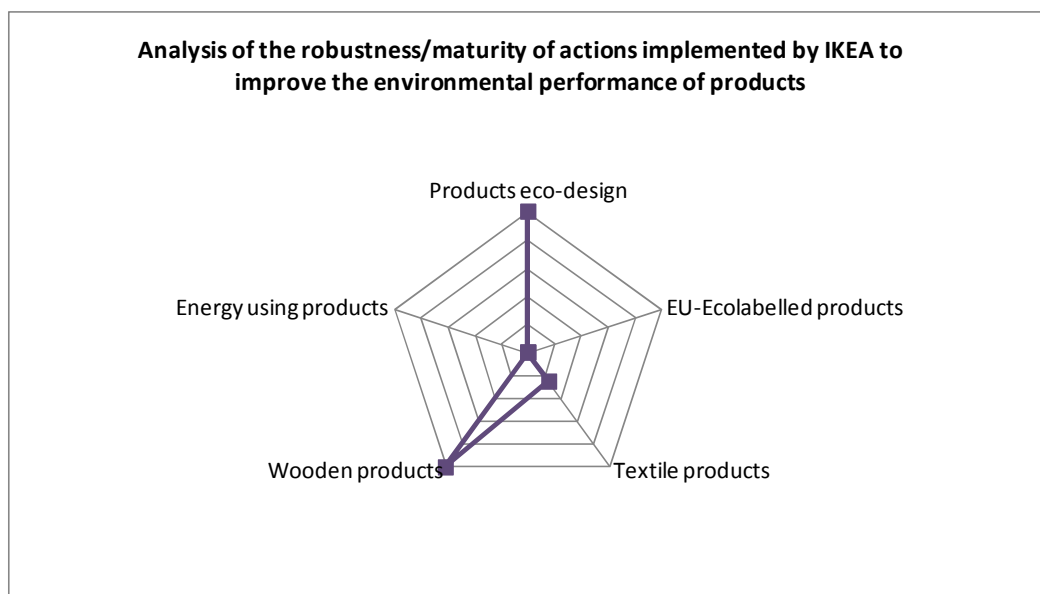 Analysis of the robustness/maturity of actions implemented by IKEA to
improve the environmental performance of products
Products eco-design
Energy using products
EU-Ecolabelled products
Wooden products
Textile products